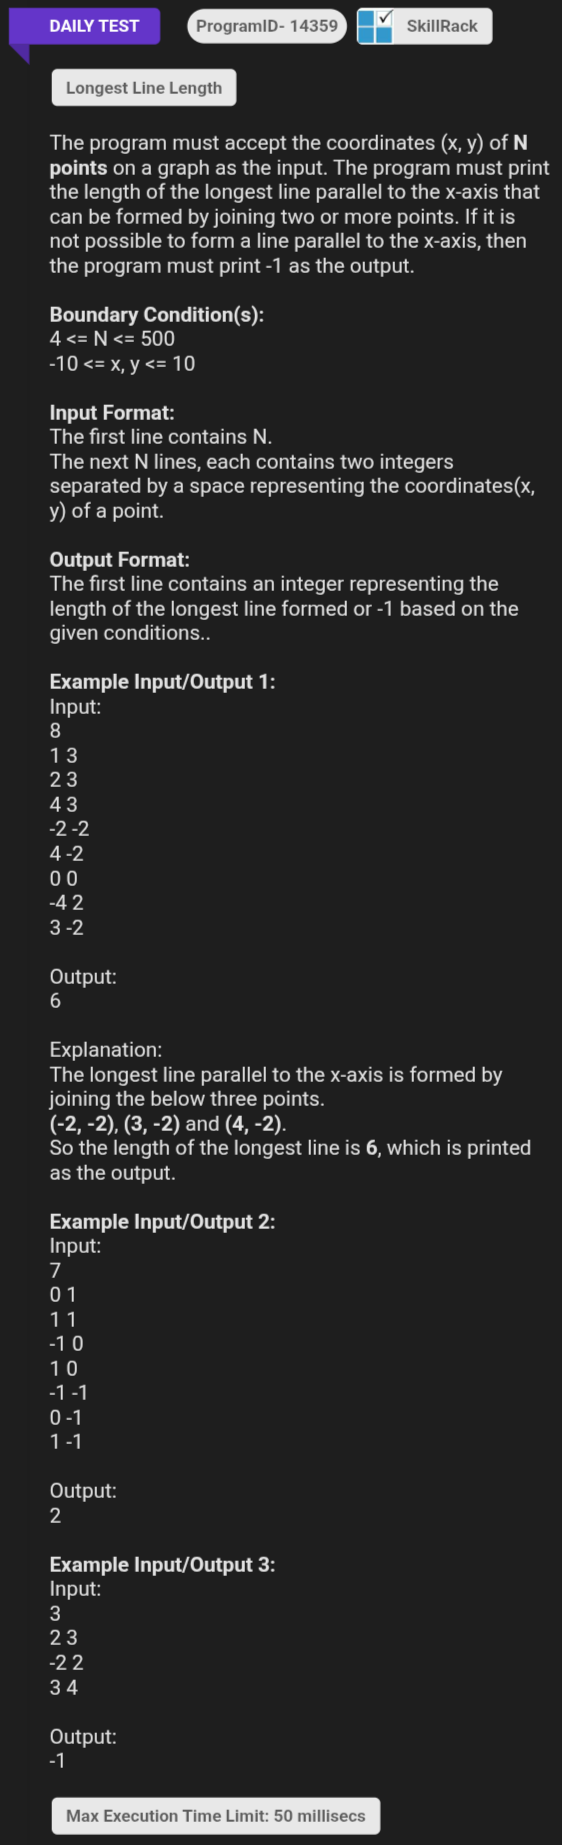 DAILY TEST
ProgramID- 14359
SkillRack
Longest Line Length
The program must accept the coordinates (x, y) of N
points on a graph as the input. The program must print
the length of the longest line parallel to the x-axis that
can be formed by joining two or more points. If it is
not possible to form a line parallel to the x-axis, then
the program must print -1 as the output.
Boundary Condition(s):
4 <= N <= 500
-10 <= x, y <= 10
Input Format:
The first line contains N.
The next N lines, each contains two integers
separated by a space representing the coordinates(x,
y) of a point.
Output Format:
The first line contains an integer representing the
length of the longest line formed or -1 based on the
given conditions..
Example Input/Output 1:
Input:
8
1 3
2 3
4 3
-2 -2
4 -2
0 0
-4 2
3 -2
Output:
6
Explanation:
The longest line parallel to the x-axis is formed by
joining the below three points.
(-2, -2), (3, -2) and (4, -2).
So the length of the longest line is 6, which is printed
as the output.
Example Input/Output 2:
Input:
7
0 1
1 1
-1 0
1 0
-1 -1
0 -1
1 -1
Output:
2
Example Input/Output 3:
Input:
3
2 3
-2 2
3 4
Output:
-1
Max Execution Time Limit: 50 millisecs